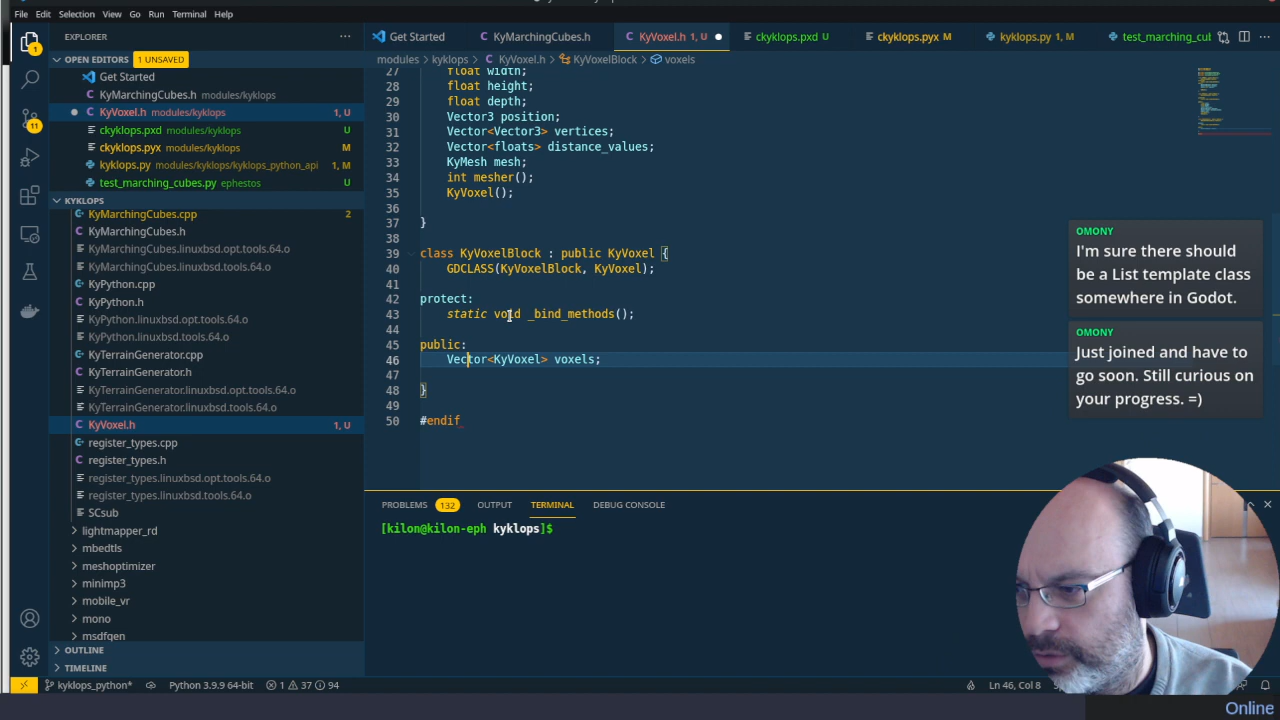 File Edit Selection View Go Run Terminal Help
EXPLORER
Get Started
KyMarchingCubes.h
KyVoxel.h 1, U
ckyklops.pxd U
ckyklops.pyx M
kyklops.py 1, M
test_marching_cubes
OPEN EDITORS 1 UNSAVED
Get Started
KyMarchingCubes.h modules/kyklops
KyVoxel.h modules/kyklops 1, U
ckyklops.pxd modules/kyklops U
ckyklops.pyx modules/kyklops M
kyklops.py modules/kyklops/kyklops_python_api 1, M
test_marching_cubes.py ephestos U
KYKLOPS
KyMarchingCubes.cpp 2
KyMarchingCubes.h
KyMarchingCubes.linuxbsd.opt.tools.64.o
KyMarchingCubes.linuxbsd.tools.64.o
KyPython.cpp
KyPython.h
KyPython.linuxbsd.opt.tools.64.o
KyPython.linuxbsd.tools.64.o
KyTerrainGenerator.cpp
KyTerrainGenerator.h
KyTerrainGenerator.linuxbsd.opt.tools.64.o
KyTerrainGenerator.linuxbsd.tools.64.o
KyVoxel.h 1, U
register_types.cpp
register_types.h
register_types.linuxbsd.opt.tools.64.o
register_types.linuxbsd.tools.64.o
SCsub
lightmapper_rd
mbedtls
meshoptimizer
minimp3
mobile_vr
mono
msdfgen
OUTLINE
TIMELINE
modules > kyklops > KyVoxel.h > KyVoxelBlock > voxels
27 float width;
28 float height;
29 float depth;
30 Vector3 position;
31 Vector<Vector3> vertices;
32 Vector<floats> distance_values;
33 KyMesh mesh;
34 int mesher();
35 KyVoxel();
36
37 }
38
39 class KyVoxelBlock : public KyVoxel {
40 GDCLASS(KyVoxelBlock, KyVoxel);
41
42 protect:
43 static void _bind_methods();
44
45 public:
46 Vector<KyVoxel> voxels;
47
48 }
49
50 #endif
OMONY
I'm sure there should
be a List template class
somewhere in Godot.
OMONY
Just joined and have to
go soon. Still curious on
your progress. =)
PROBLEMS 132 OUTPUT TERMINAL DEBUG CONSOLE
[kilon@kilon-eph kyklops]$
kyklops_python* Python 3.9.9 64-bit 1 37 94
Ln 46, Col 8
Online